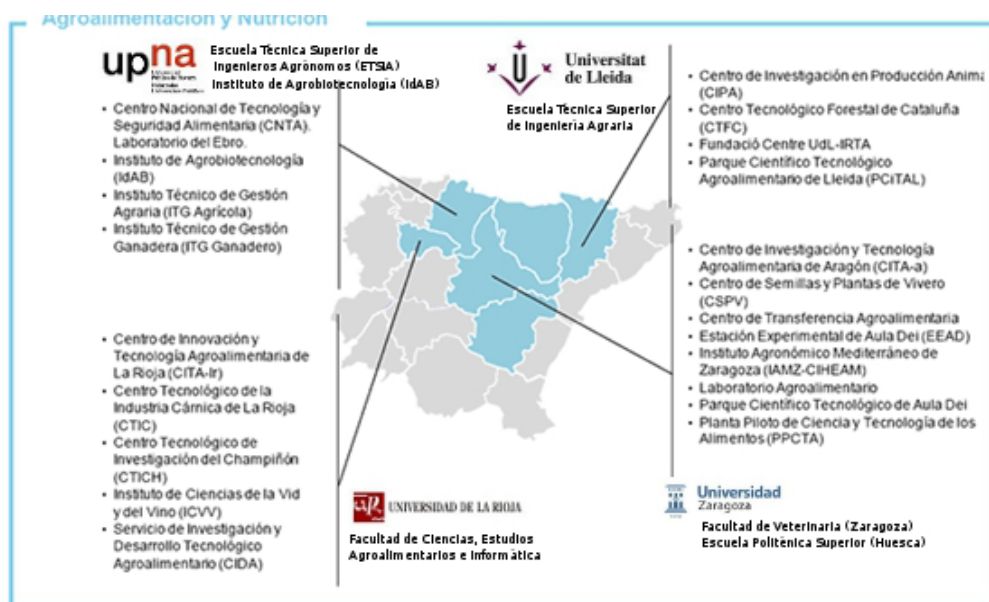 Agroalimentación y Nutrición
upna
Escuela Técnica Superior de
Ingenieros Agrònomos (ETSIA)
Instituto de Agrobiotecnologia (IdAB)
• Centro Nacional de Tecnología y
Seguridad Alimentaria (CNTA).
Laboratorio del Ebro.
• Instituto de Agrobiotecnología
(IdAB)
• Instituto Técnico de Gestión
Agraria (ITG Agrícola)
• Instituto Técnico de Gestión
Ganadera (ITG Ganadero)
Universitat
de Lleida
Escuela Tècnica Superior
de Ingenieria Agraria
• Centro de Investigación en Producción Anima
(CIPA)
• Centro Tecnológico Forestal de Cataluña
(CTFC)
• Fundació Centre UdL-IRTA
• Parque Científico Tecnológico
Agroalimentario de Lleida (PCiTAL)
• Centro de Investigación y Tecnología
Agroalimentaria de Aragón (CITA-a)
• Centro de Semillas y Plantas de Vivero
(CSPV)
• Centro de Transferencia Agroalimentaria
• Estación Experimental de Aula Dei (EEAD)
• Instituto Agronómico Mediterráneo de
Zaragoza (IAMZ-CIHEAM)
• Laboratorio Agroalimentario
• Parque Científico Tecnológico de Aula Dei
• Planta Piloto de Ciencia y Tecnología de los
Alimentos (PPCTA)
• Centro de Innovación y
Tecnología Agroalimentaria de
La Rioja (CITA-lr)
• Centro Tecnológico de la
Industria Cárnica de La Rioja
(CTIC)
• Centro Tecnológico de
Investigación del Champiñón
(CTICH)
• Instituto de Ciencias de la Vid
y del Vino (ICVV)
• Servicio de Investigación y
Desarrollo Tecnológico
Agroalimentario (CIDA)
UNIVERSIDAD DE LA RIOJA
Facultad de Ciencias, Estudios
Agroalimentarios e Informàtica
Universidad
Zaragoza
Facultad de Veterinaria (Zaragoza)
Escuela Politènica Superior (Huesca)